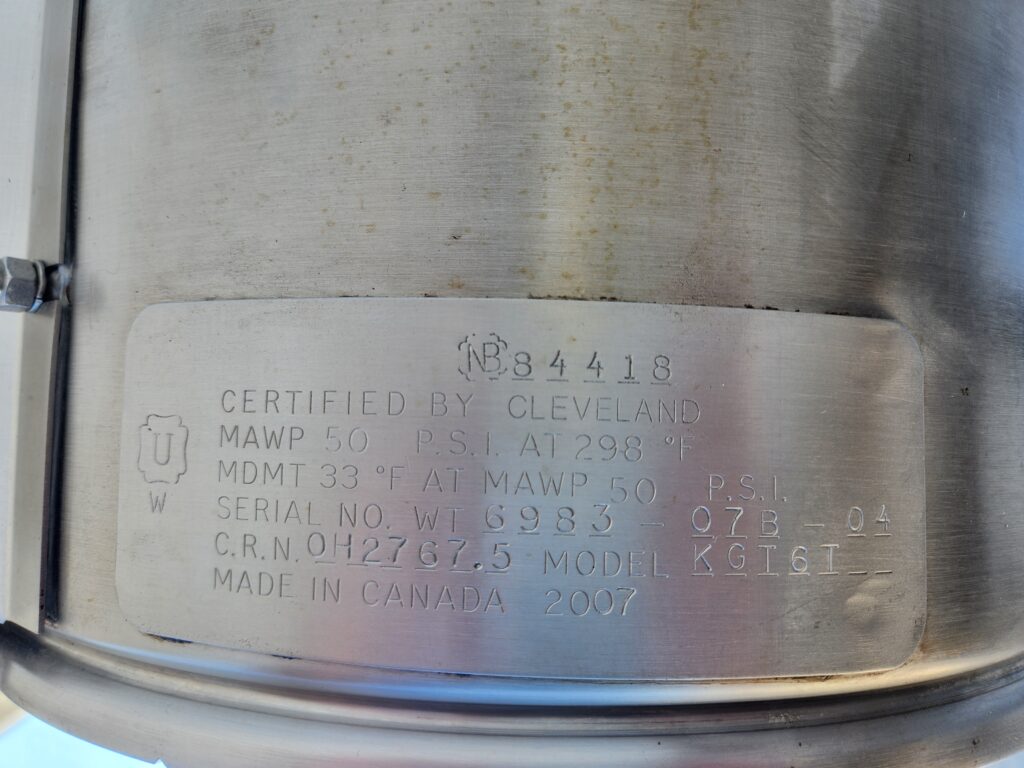 NB 84418
CERTIFIED BY CLEVELAND
U
W
MAWP 50 P.S.I. AT 298 °F
MDMT 33 °F AT MAWP 50 P.S.I.
SERIAL NO. WT 6983 - 07B - 04
C.R.N. OH2767.5 MODEL KGT6T
MADE IN CANADA 2007